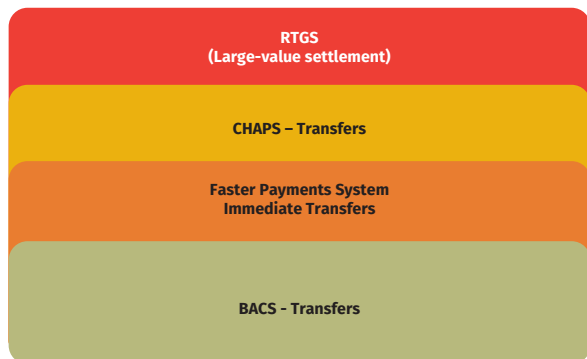 RTGS
(Large-value settlement)
CHAPS – Transfers
Faster Payments System
Immediate Transfers
BACS - Transfers